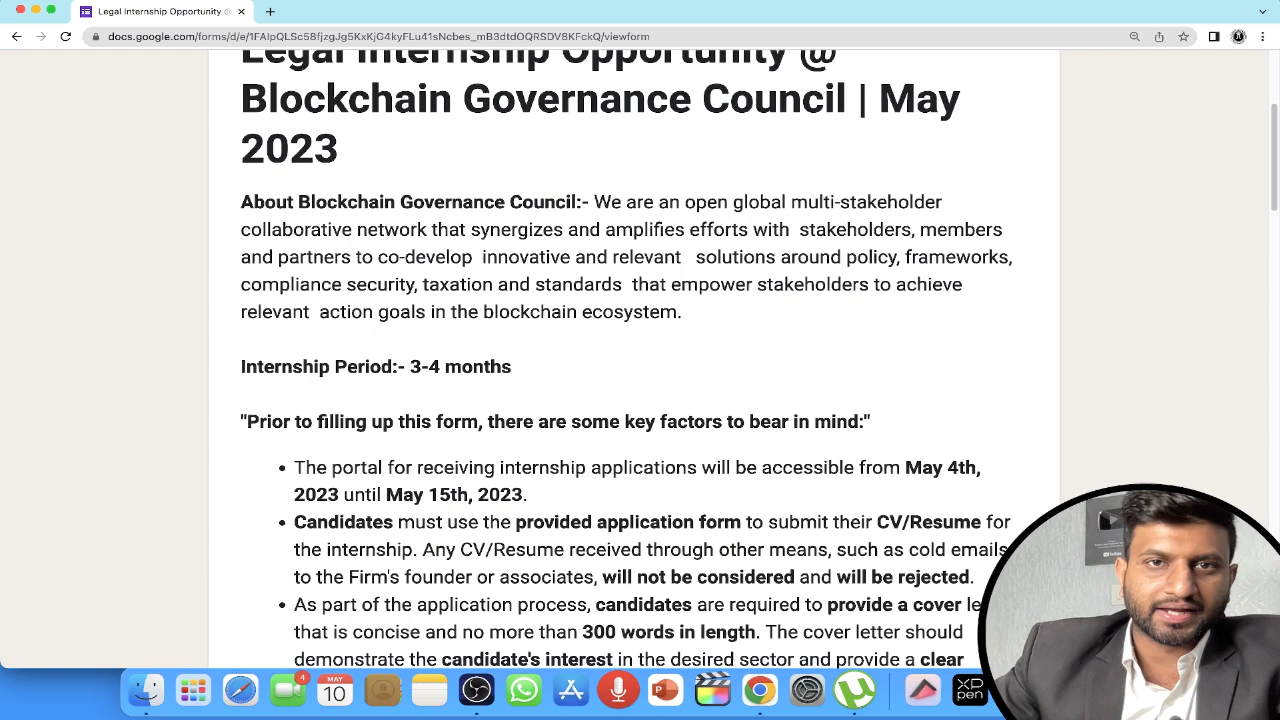 Legal Internship Opportunity @
docs.google.com/forms/d/e/1FAIpQLSc58fjzgJg5KxKjG4kyFLu41sNcbes_mB3dtdOQRSDV8KFckQ/viewform
Legal Internship Opportunity @
Blockchain Governance Council | May
2023
About Blockchain Governance Council:- We are an open global multi-stakeholder
collaborative network that synergizes and amplifies efforts with stakeholders, members
and partners to co-develop innovative and relevant solutions around policy, frameworks,
compliance security, taxation and standards that empower stakeholders to achieve
relevant action goals in the blockchain ecosystem.
Internship Period:- 3-4 months
"Prior to filling up this form, there are some key factors to bear in mind:"
• The portal for receiving internship applications will be accessible from May 4th,
2023 until May 15th, 2023.
• Candidates must use the provided application form to submit their CV/Resume for
the internship. Any CV/Resume received through other means, such as cold emails
to the Firm's founder or associates, will not be considered and will be rejected.
• As part of the application process, candidates are required to provide a cover le
that is concise and no more than 300 words in length. The cover letter should
demonstrate the candidate's interest in the desired sector and provide a clear
4
MAY
10
XP
PEN